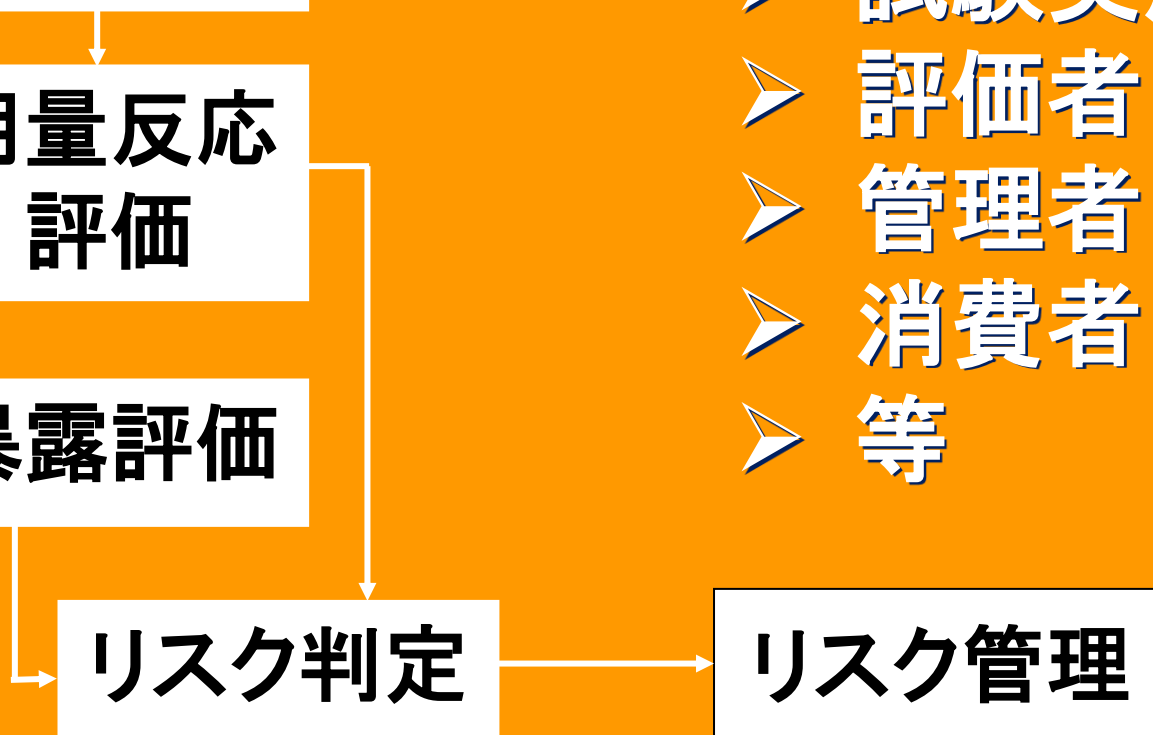 量反応
評価
露評価
リスク判定
評価者
管理者
消費者
等
リスク管理